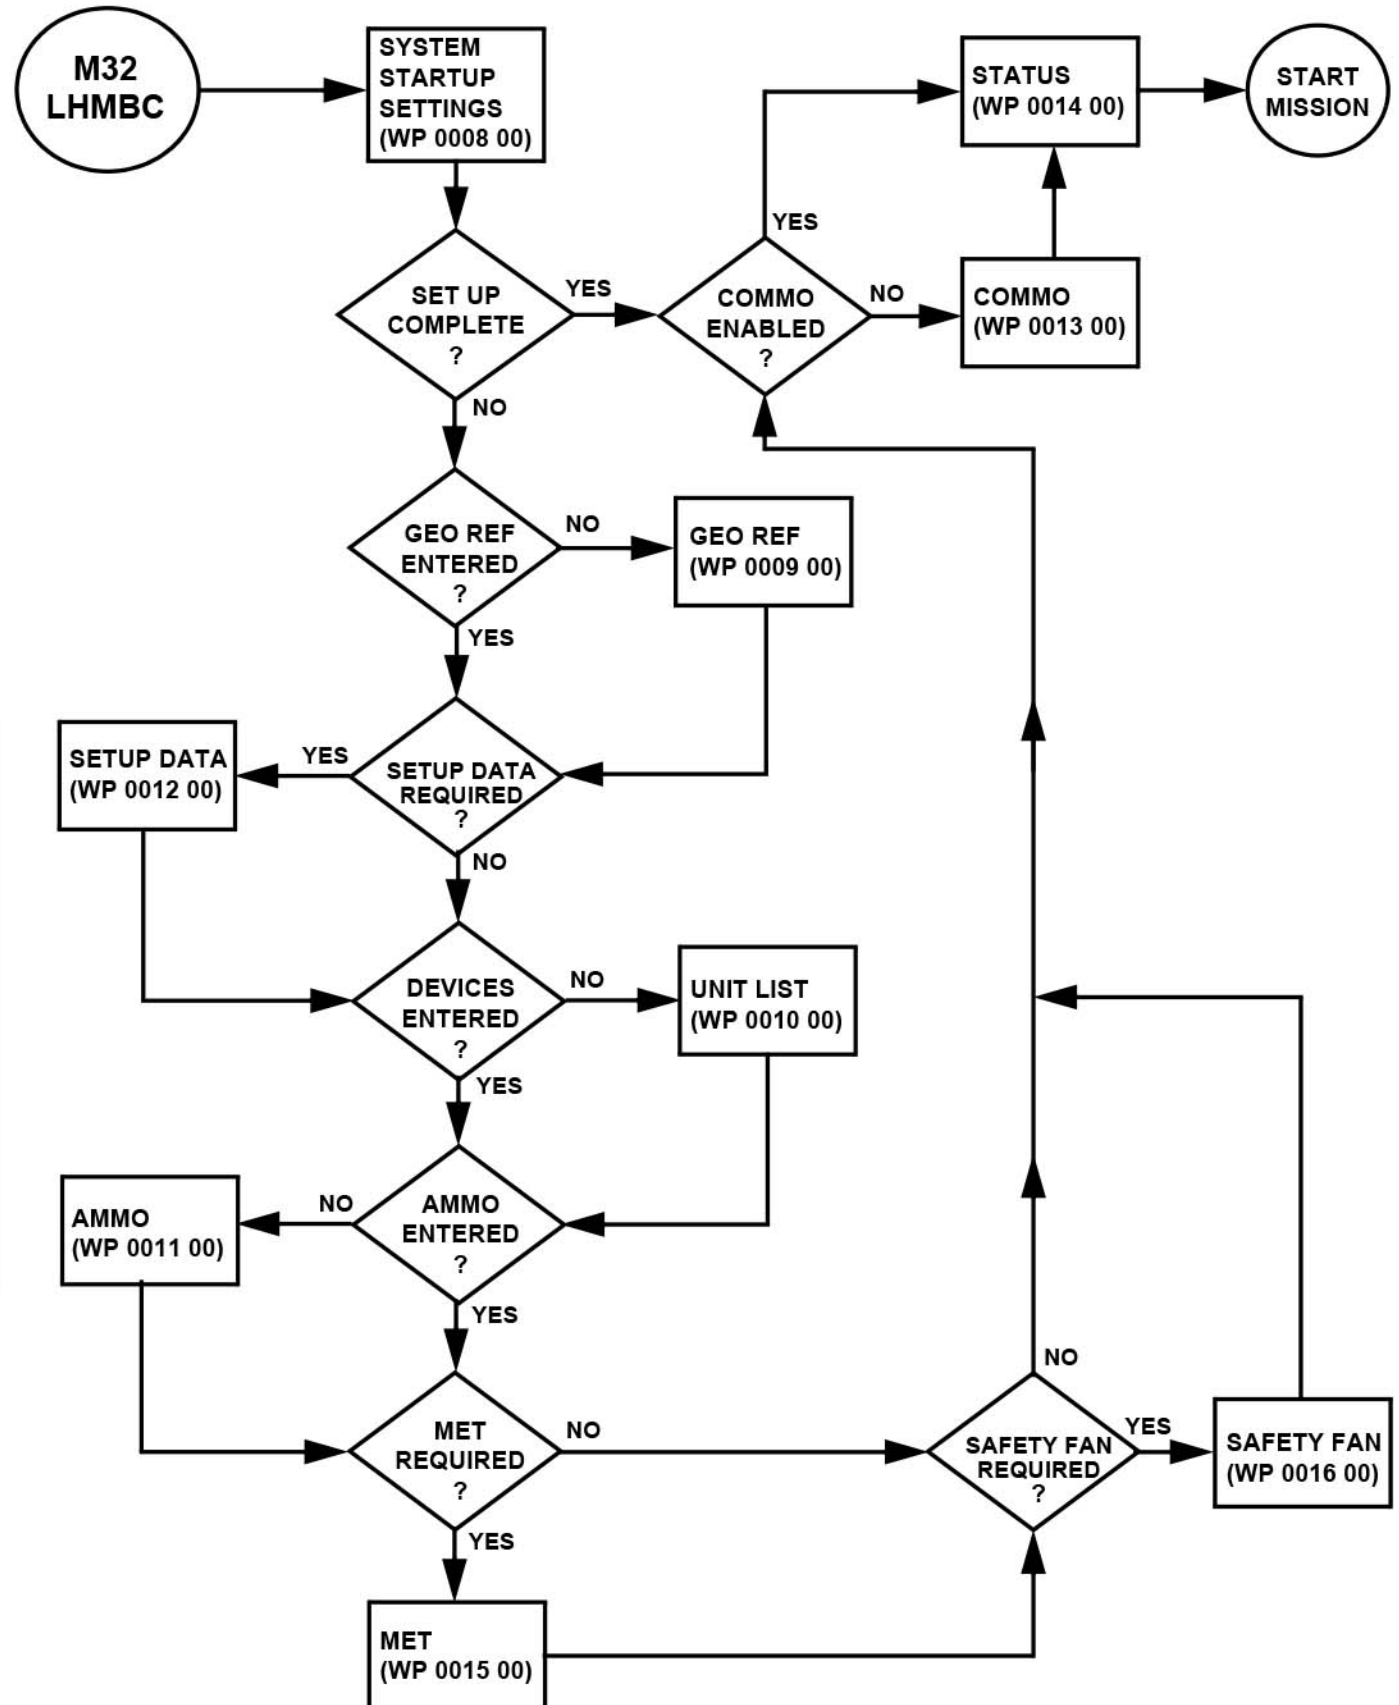 M32
LHMBC
SYSTEM
STARTUP
SETTINGS
(WP 0008 00)
STATUS
(WP 0014 00)
START
MISSION
YES
SET UP
COMPLETE
?
YES
COMMO
ENABLED
?
NO
COMMO
(WP 0013 00)
NO
GEO REF
ENTERED
?
NO
GEO REF
(WP 0009 00)
YES
SETUP DATA
(WP 0012 00)
YES
SETUP DATA
REQUIRED
?
NO
DEVICES
ENTERED
?
NO
UNIT LIST
(WP 0010 00)
YES
AMMO
(WP 0011 00)
NO
AMMO
ENTERED
?
YES
MET
REQUIRED
?
NO
NO
SAFETY FAN
REQUIRED
?
YES
SAFETY FAN
(WP 0016 00)
YES
MET
(WP 0015 00)